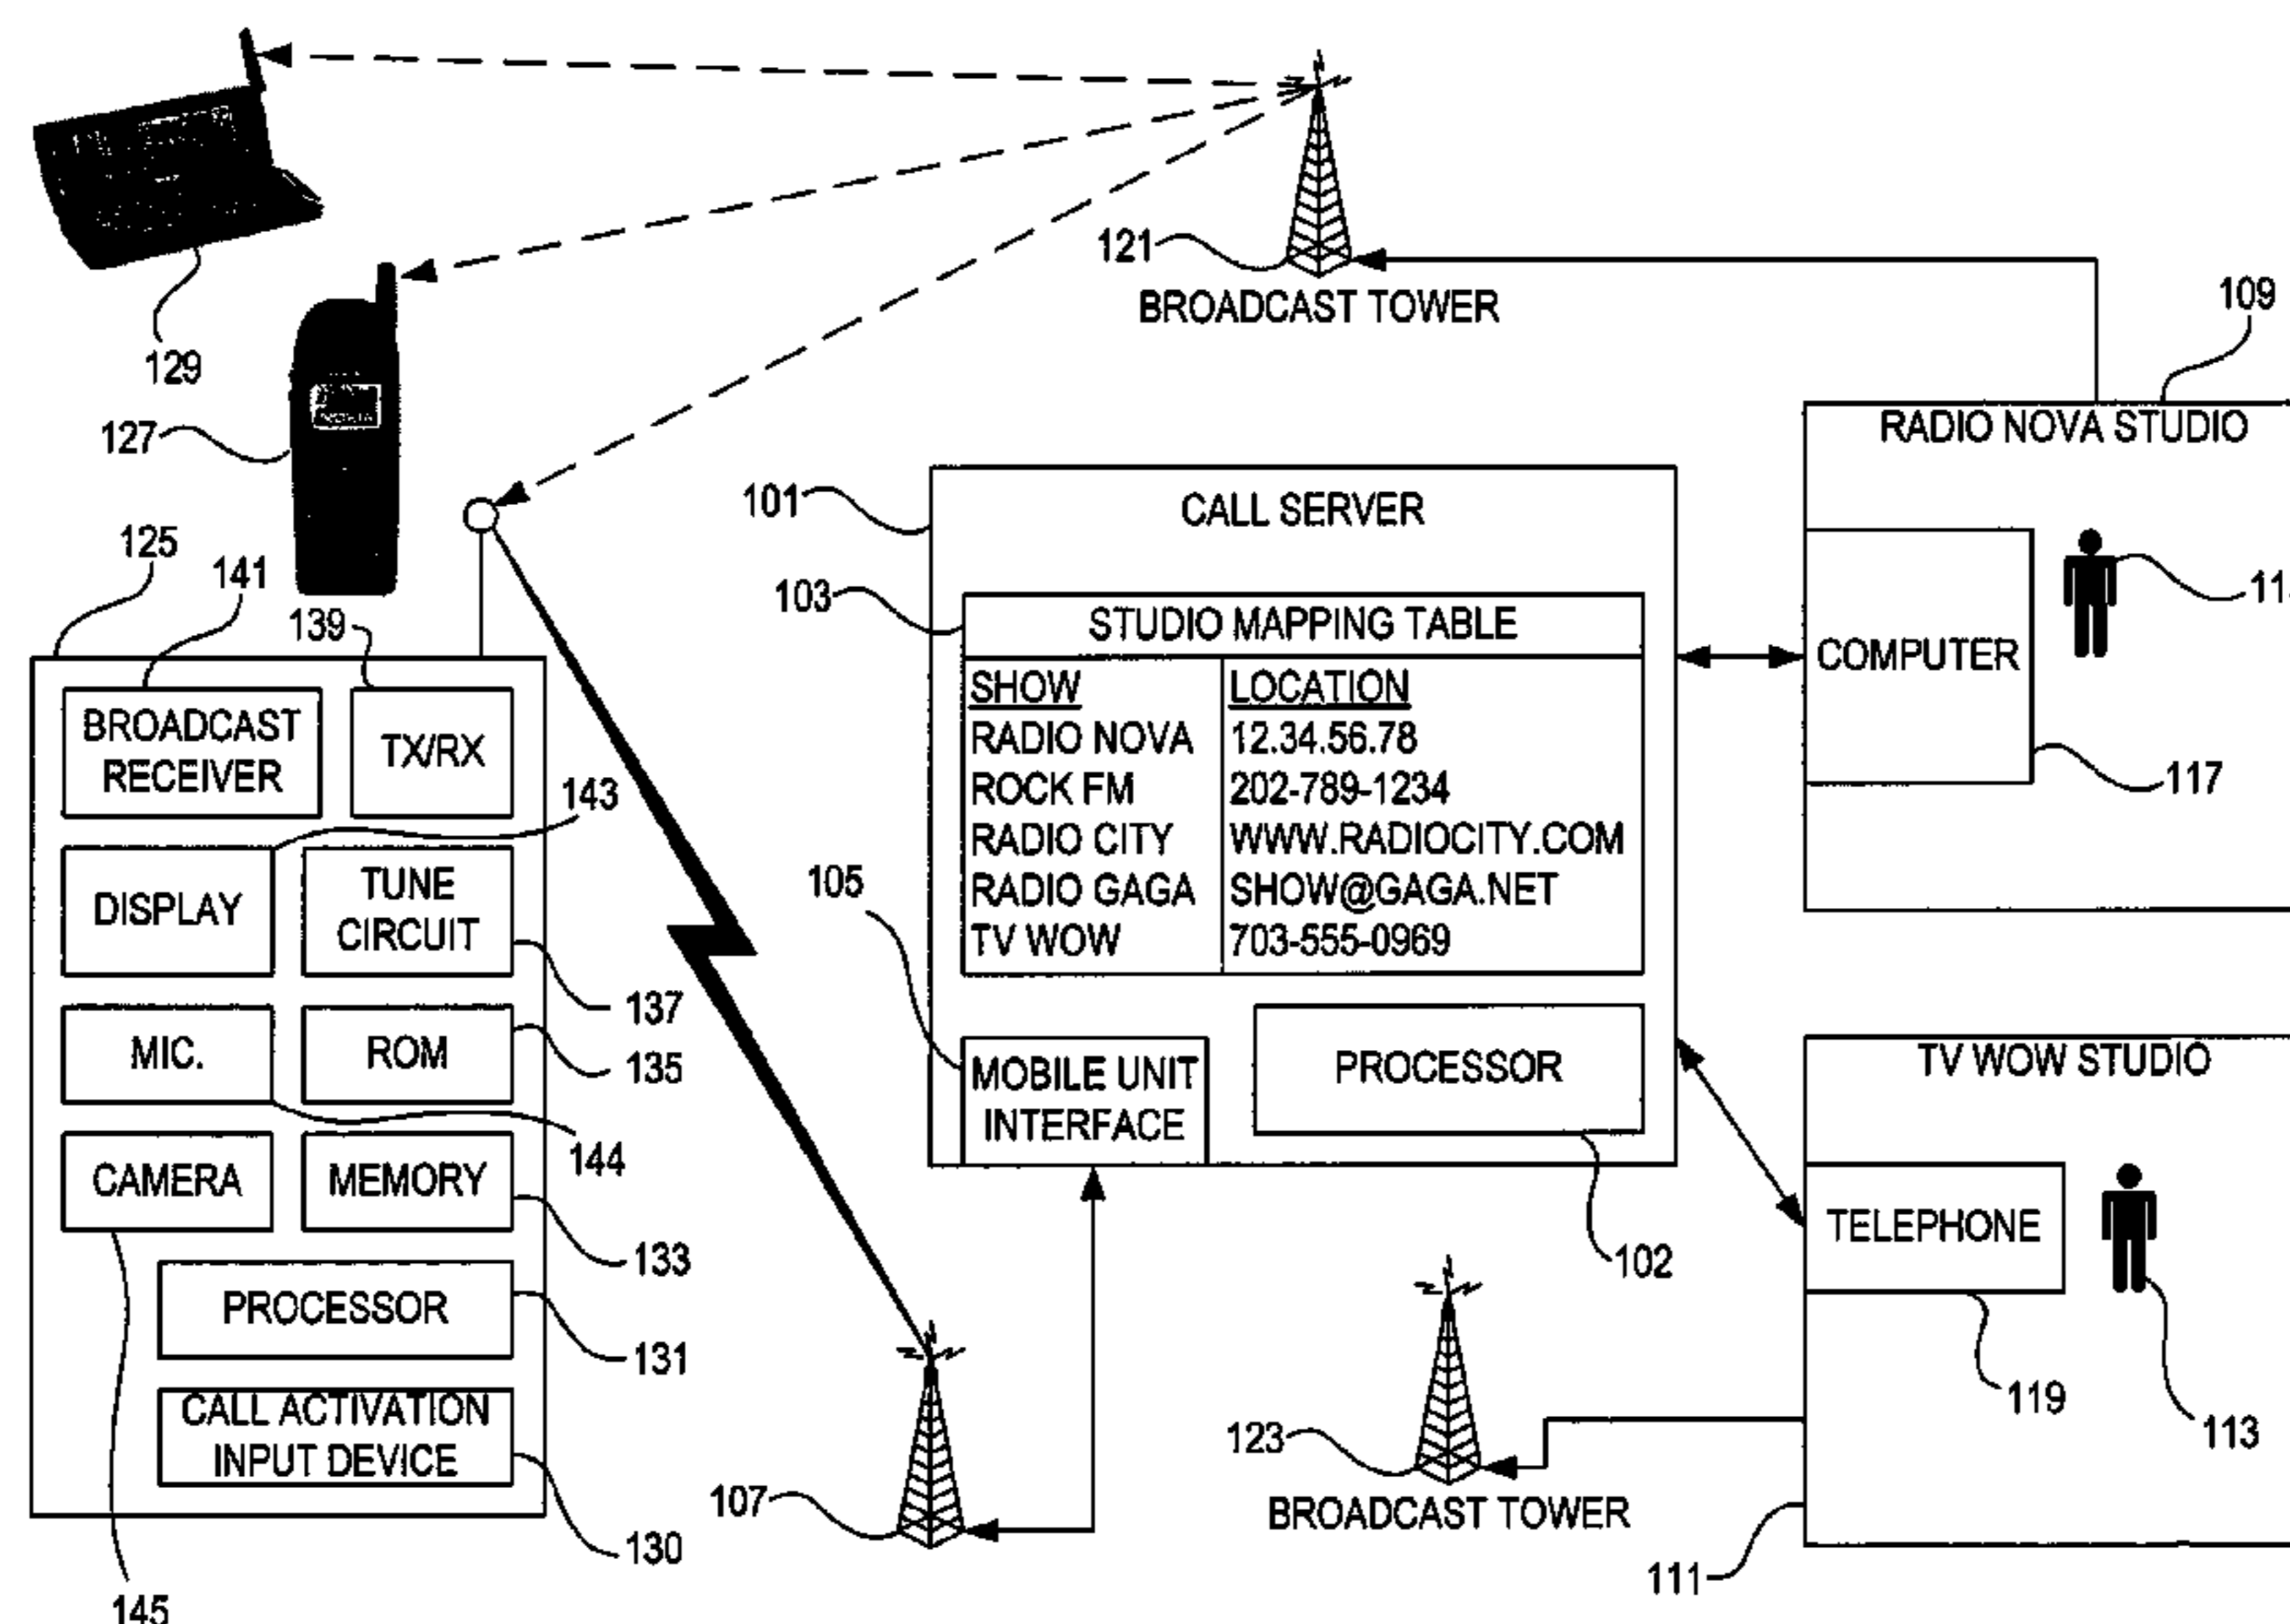 121
BROADCAST TOWER
109
129
RADIO NOVA STUDIO
127
101
CALL SERVER
125
141
139
103
STUDIO MAPPING TABLE
COMPUTER
SHOW LOCATION
RADIO NOVA 12.34.56.78
ROCK FM 202-789-1234
RADIO CITY WWW.RADIOCITY.COM
RADIO GAGA SHOW@GAGA.NET
TV WOW 703-555-0969
117
BROADCAST
RECEIVER
TX/RX
143
DISPLAY
TUNE
CIRCUIT
105
137
MIC.
ROM
135
MOBILE UNIT
INTERFACE
PROCESSOR
TV WOW STUDIO
144
CAMERA
MEMORY
133
102
TELEPHONE
PROCESSOR
131
119
113
CALL ACTIVATION
INPUT DEVICE
123
107
BROADCAST TOWER
130
111
145